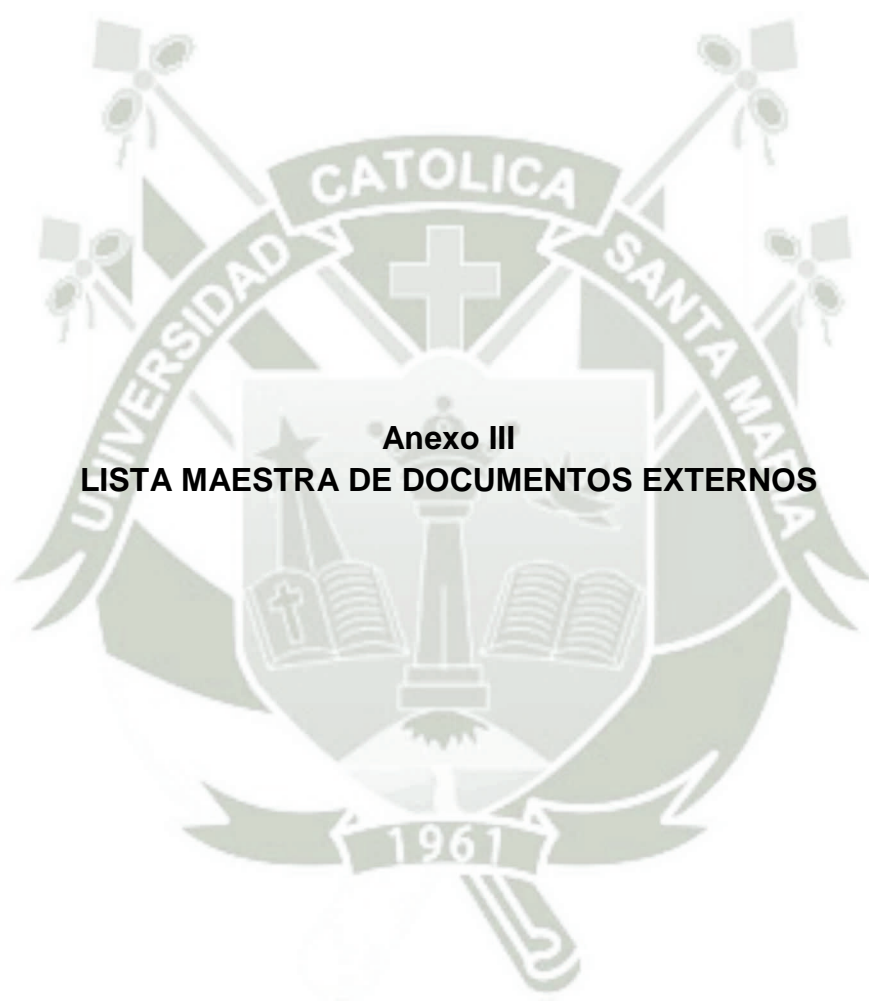 CATOLICA
UNIVERSIDAD
SANTA MARIA
Anexo III
LISTA MAESTRA DE DOCUMENTOS EXTERNOS
1961